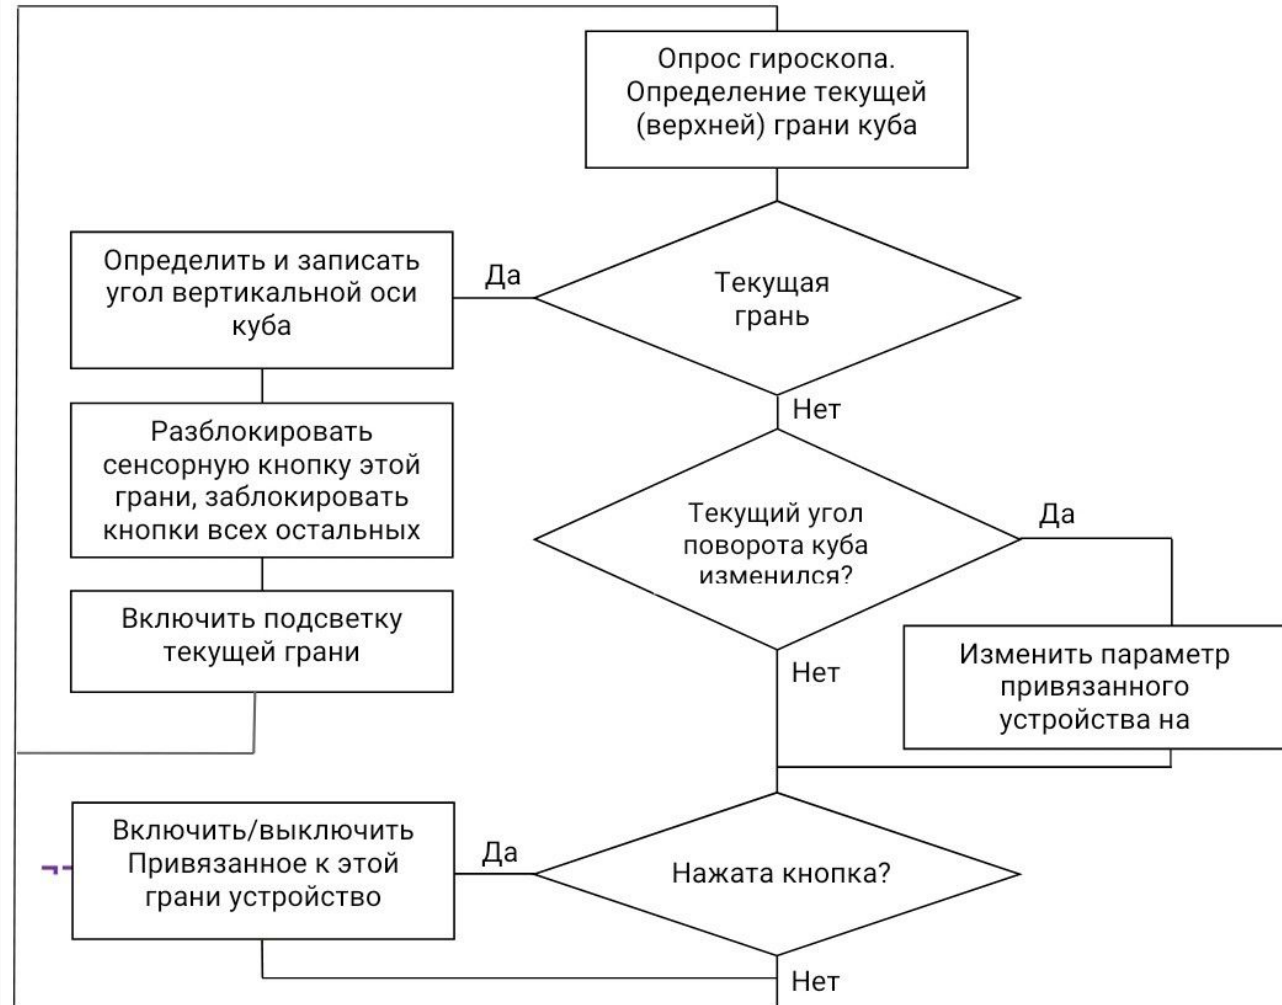 Опрос гироскопа.
Определение текущей
(верхней) грани куба
Текущая
грань
Да
Определить и записать
угол вертикальной оси
куба
Разблокировать
сенсорную кнопку этой
грани, заблокировать
кнопки всех остальных
Включить подсветку
текущей грани
Нет
Текущий угол
поворота куба
изменился?
Да
Изменить параметр
привязанного
устройства на
Нет
Нажата кнопка?
Да
Включить/выключить
Привязанное к этой
грани устройство
Нет